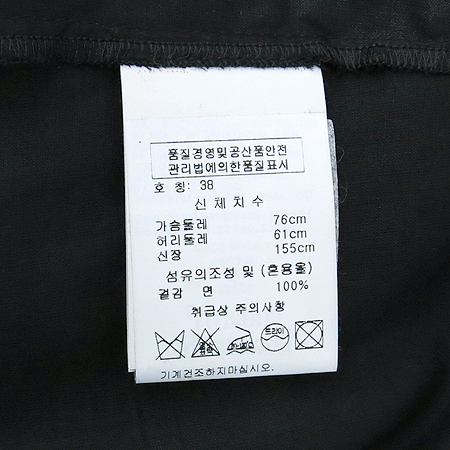 품질경영및공산품안전
관리법에의한품질표시
호 칭: 38
신 체 치 수
가슴둘레 76cm
허리둘레 61cm
신장 155cm
섬유의조성 및 (혼용율)
겉감 면 100%
취급상 주의사항
드라이
기계건조하지마십시오.